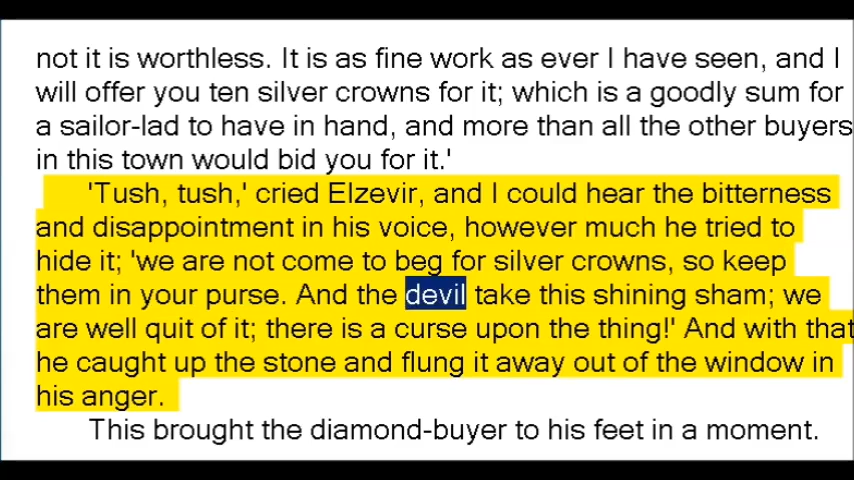 not it is worthless. It is as fine work as ever I have seen, and I
will offer you ten silver crowns for it; which is a goodly sum for
a sailor-lad to have in hand, and more than all the other buyers
in this town would bid you for it.'
'Tush, tush,' cried Elzevir, and I could hear the bitterness
and disappointment in his voice, however much he tried to
hide it; 'we are not come to beg for silver crowns, so keep
them in your purse. And the devil take this shining sham; we
are well quit of it; there is a curse upon the thing!' And with that
he caught up the stone and flung it away out of the window in
his anger.
This brought the diamond-buyer to his feet in a moment.